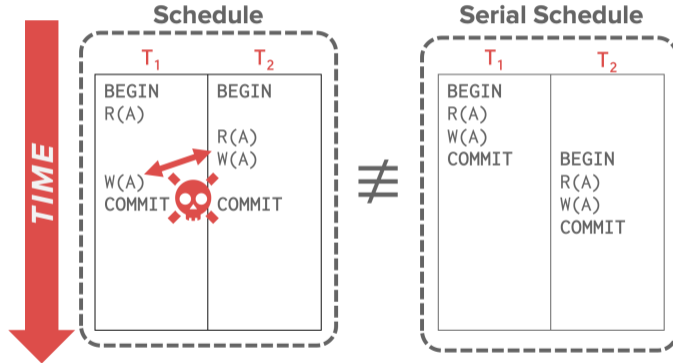 Schedule
Serial Schedule
TIME
T1
T2
BEGIN
R(A)
W(A)
COMMIT
BEGIN
R(A)
W(A)
COMMIT
≢
T1
T2
BEGIN
R(A)
W(A)
COMMIT
BEGIN
R(A)
W(A)
COMMIT